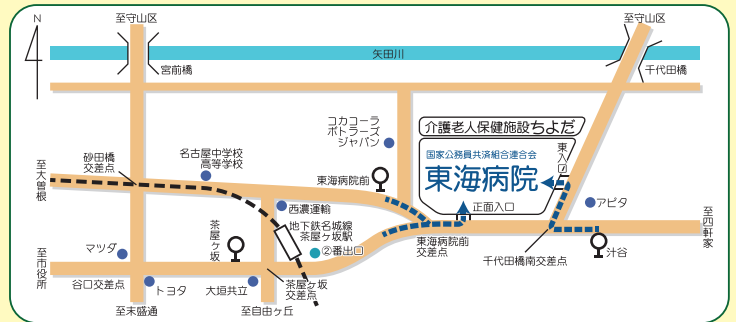 N
至守山区
至守山区
矢田川
宮前橋
千代田橋
コカコーラ
ボトラーズ
ジャパン
介護老人保健施設ちよだ
国家公務員共済組合連合会
東海病院
東入口
正面入口
砂田橋
交差点
名古屋中学校
高等学校
東海病院前
至大曽根
西濃運輸
アピタ
地下鉄名城線
茶屋ヶ坂駅
②番出口
茶屋ヶ坂
東海病院前
交差点
千代田橋南交差点
汁谷
至四軒家
至市役所
マツダ
谷口交差点
トヨタ
大垣共立
茶屋ヶ坂
交差点
至末盛通
至自由ヶ丘